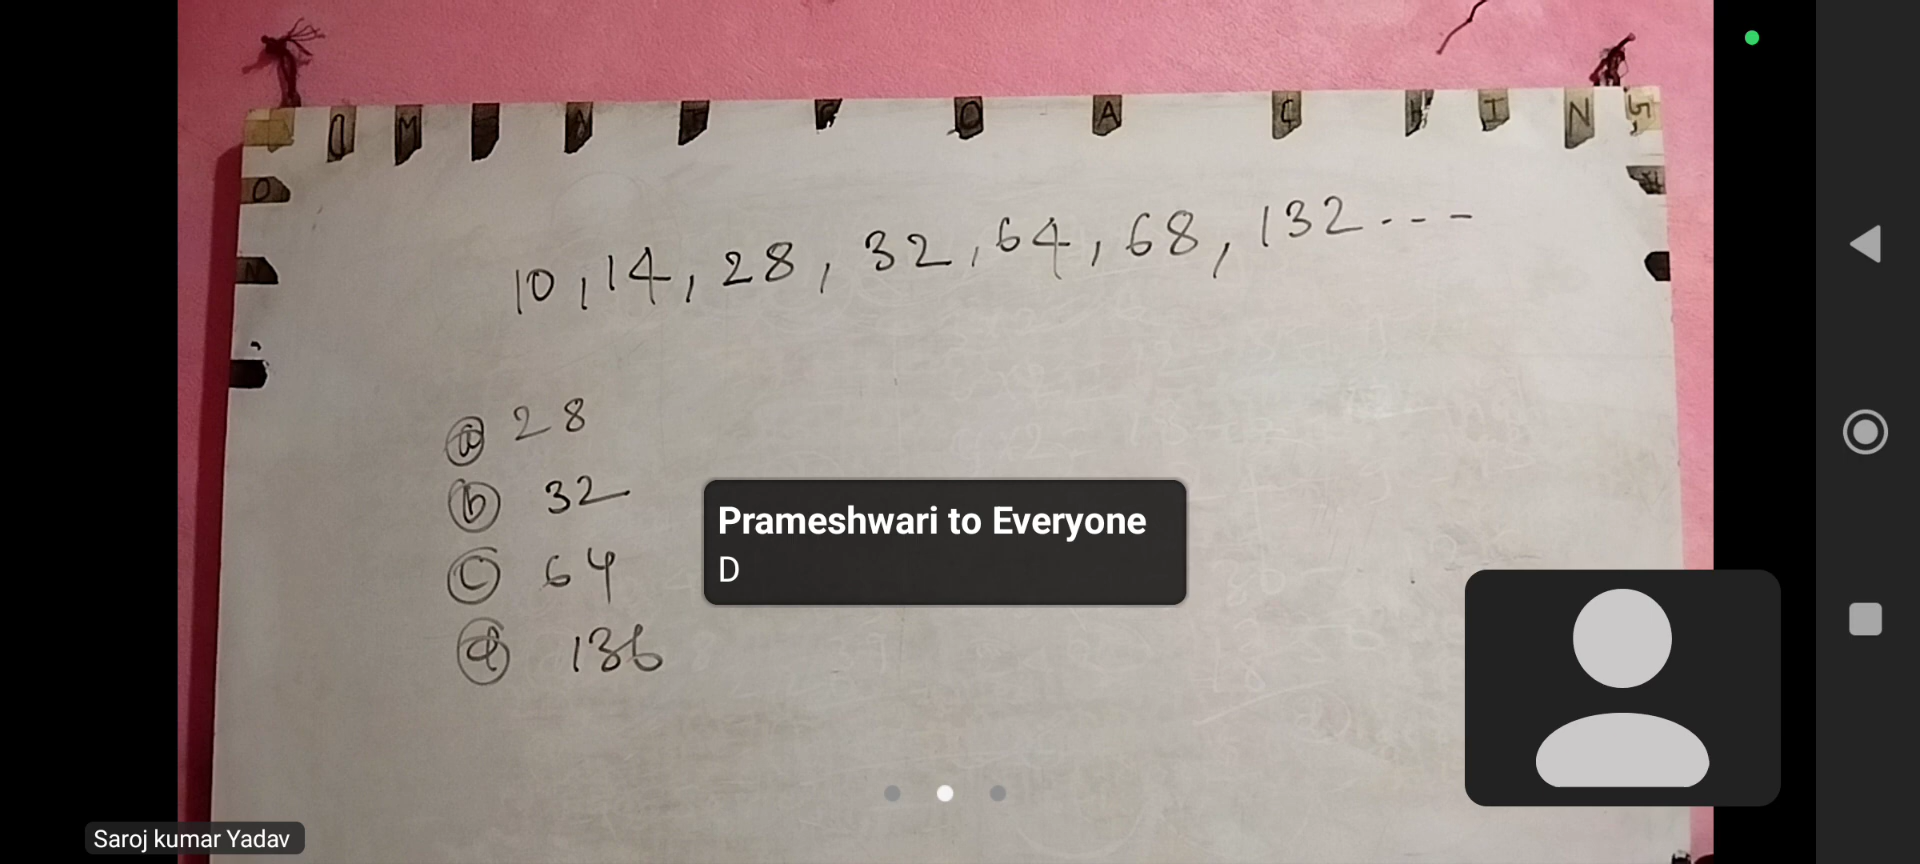 10, 14, 28, 32, 64, 68, 132 ---
ⓐ 28
ⓑ 32
ⓒ 64
ⓓ 136
Prameshwari to Everyone
D
Saroj kumar Yadav